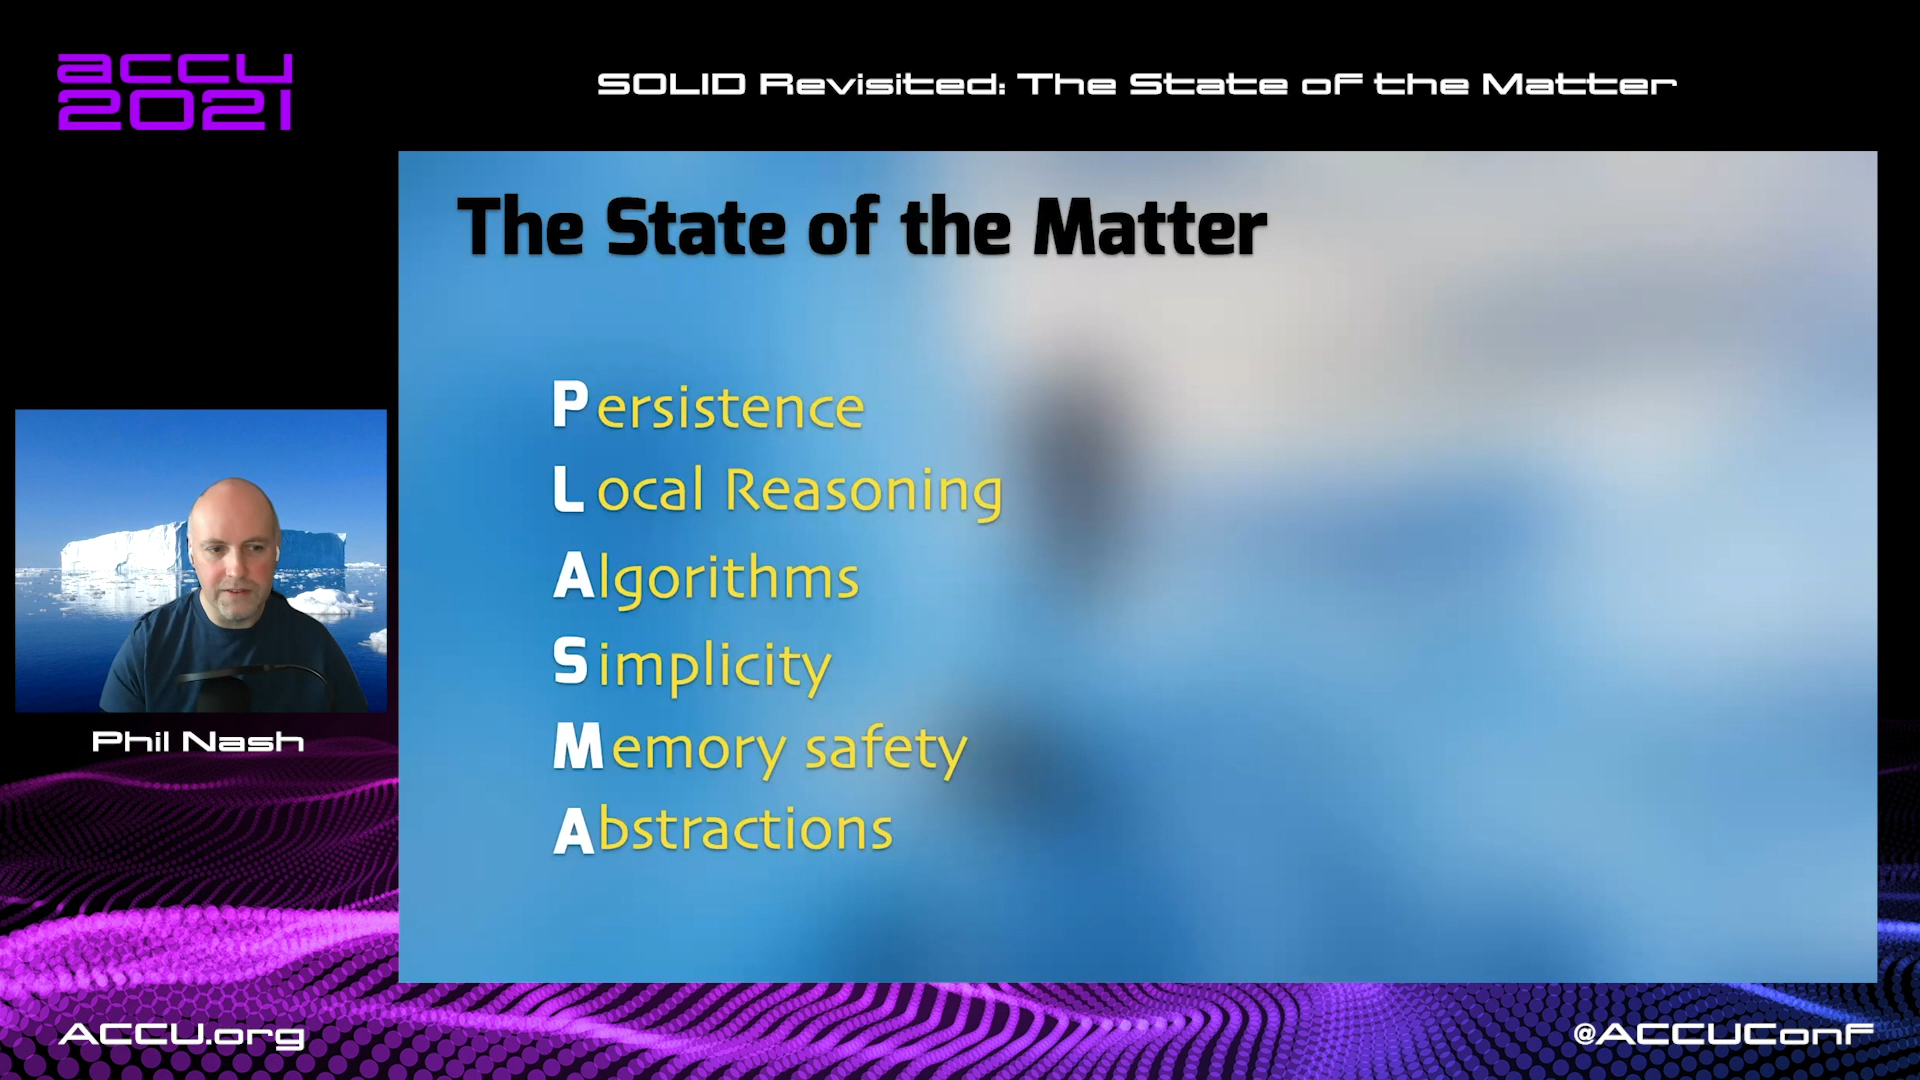 accu
2021
SOLID Revisited: The State of the Matter
The State of the Matter
Persistence
Local Reasoning
Algorithms
Simplicity
Memory safety
Abstractions
Phil Nash
ACCU.org
@ACCUConf